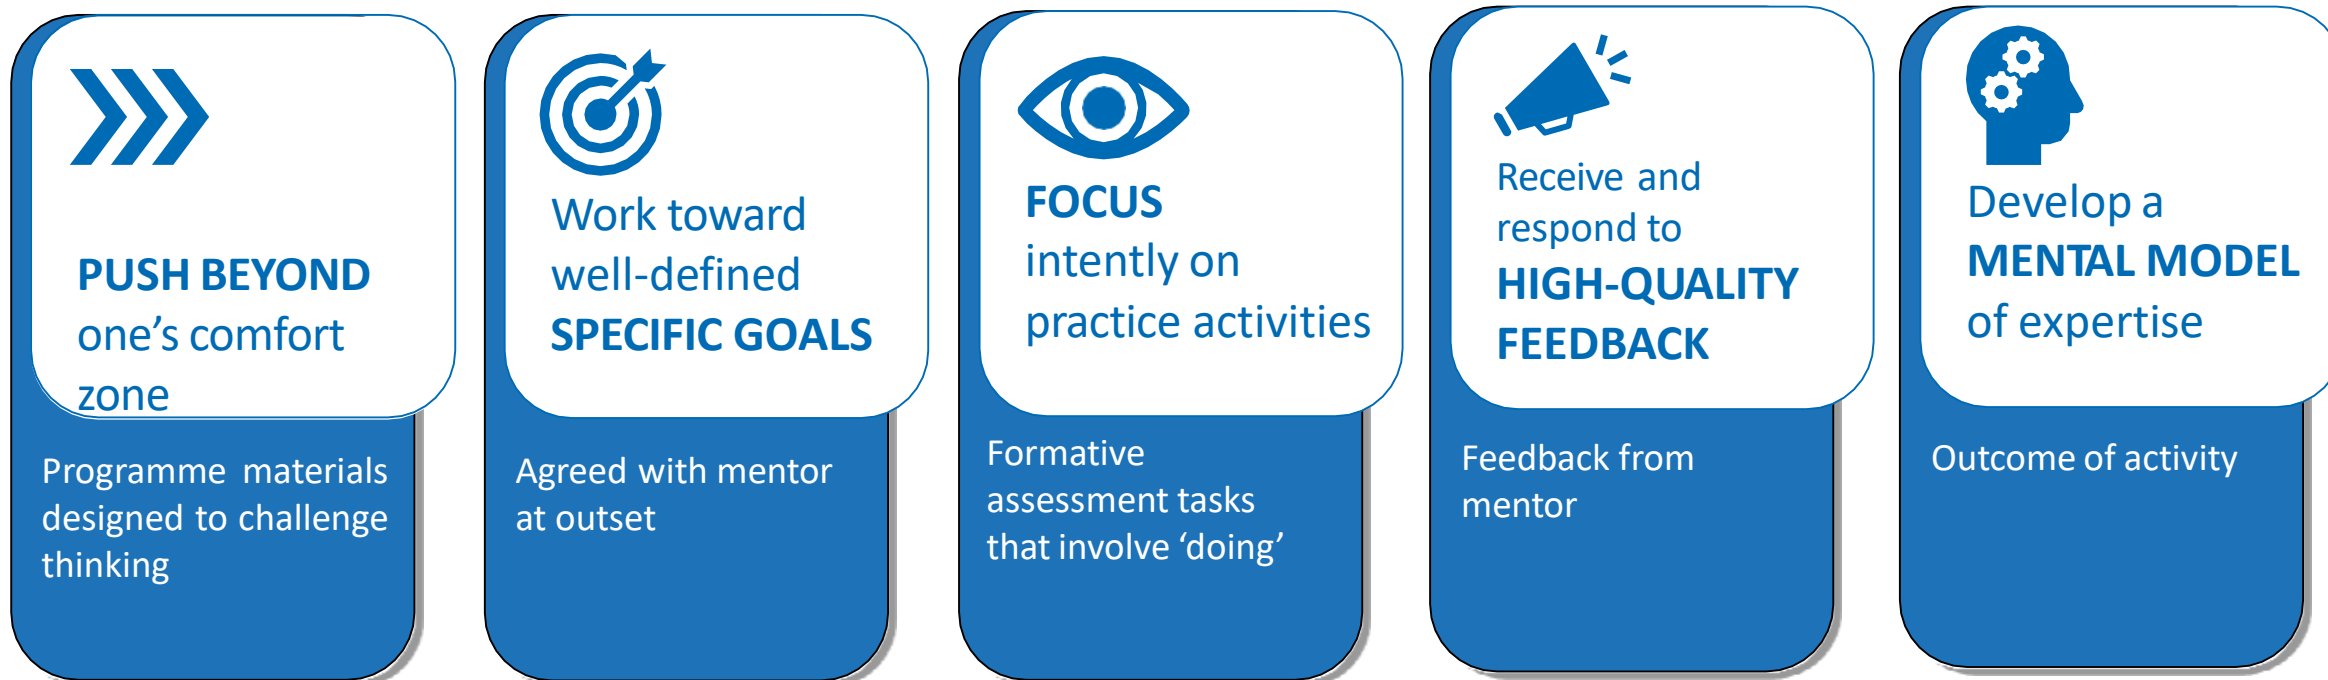 PUSH BEYOND
one’s comfort
zone
Programme materials
designed to challenge
thinking
Work toward
well-defined
SPECIFIC GOALS
Agreed with mentor
at outset
FOCUS
intently on
practice activities
Formative
assessment tasks
that involve ‘doing’
Receive and
respond to
HIGH-QUALITY
FEEDBACK
Feedback from
mentor
Develop a
MENTAL MODEL
of expertise
Outcome of activity